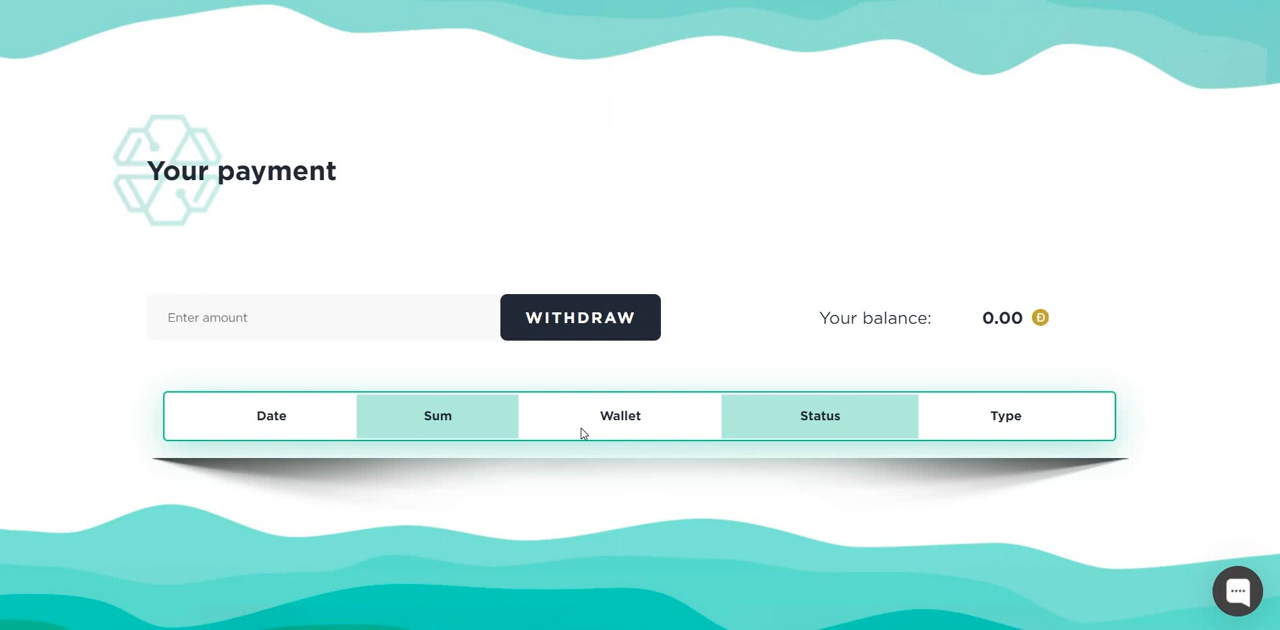 Your payment
Enter amount
WITHDRAW
Your balance: 0.00 Đ
Date Sum Wallet Status Type